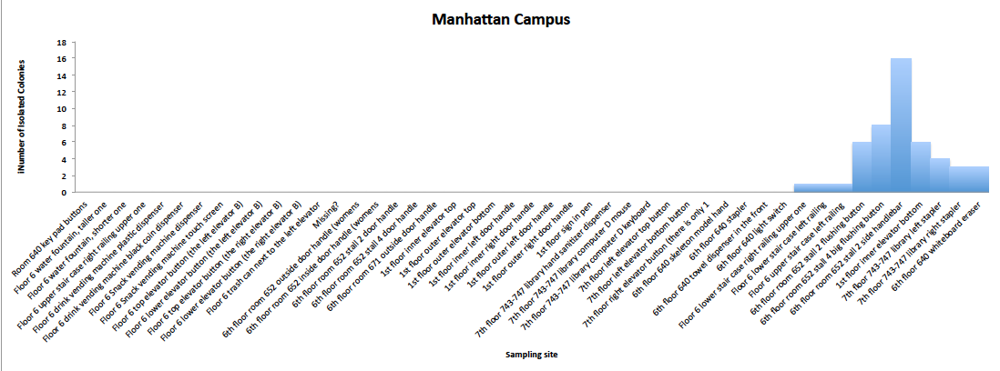 Manhattan Campus
iNumber of Isolated Colonies
18
16
14
12
10
8
6
4
2
0
Room 640 key pad buttons
Floor 6 water fountain, taller one
Floor 6 water fountain, shorter one
Floor 6 upper stair case right railing upper one
Floor 6 drink vending machine plastic dispenser
Floor 6 drink vending machine black coin dispenser
Floor 6 Snack vending machine dispenser
Floor 6 Snack vending machine touch screen
Floor 6 top elevator button (the left elevator B)
Floor 6 lower elevator button (the left elevator B)
Floor 6 top elevator button (the right elevator B)
Floor 6 lower elevator button (the right elevator B)
Floor 6 trash can next to the left elevator
Missing?
6th floor room 652 outside door handle (womens
6th floor room 652 inside door handle (womens
6th floor room 652 stall 2 door handle
6th floor room 652 stall 4 door handle
6th floor room 671 outside door handle
1st floor inner elevator top
1st floor outer elevator top
1st floor outer elevator bottom
1st floor inner left door handle
1st floor inner right door handle
1st floor outer left door handle
1st floor outer right door handle
1st floor sign in pen
7th floor 743-747 library hand sanitizer dispenser
7th floor 743-747 library computer D mouse
7th floor 743-747 library computer D keyboard
7th floor left elevator top button
7th floor left elevator bottom button
7th floor right elevator button (there is only 1
6th floor 640 skeleton model hand
6th floor 640 stapler
6th floor 640 towel dispenser in the front
6th floor 640 light switch
Floor 6 lower stair case right railing upper one
Floor 6 lower stair case left railing
Floor 6 upper stair case left railing
6th floor room 652 stall 2 flushing button
6th floor room 652 stall 4 big flushing button
6th floor room 652 stall 2 side handlebar
1st floor inner elevator bottom
7th floor 743-747 library left stapler
7th floor 743-747 library right stapler
6th floor 640 whiteboard eraser
Sampling site